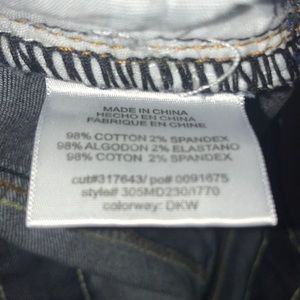 MADE IN CHINA
HECHO EN CHINA
FABRIQUE EN CHINE
98% COTTON 2% SPANDEX
98% ALGODON 2% ELASTANO
98% COTON 2% SPANDEX
cut#317643/ po# 0091675
style# 305MD230/I770
colorway: DKW